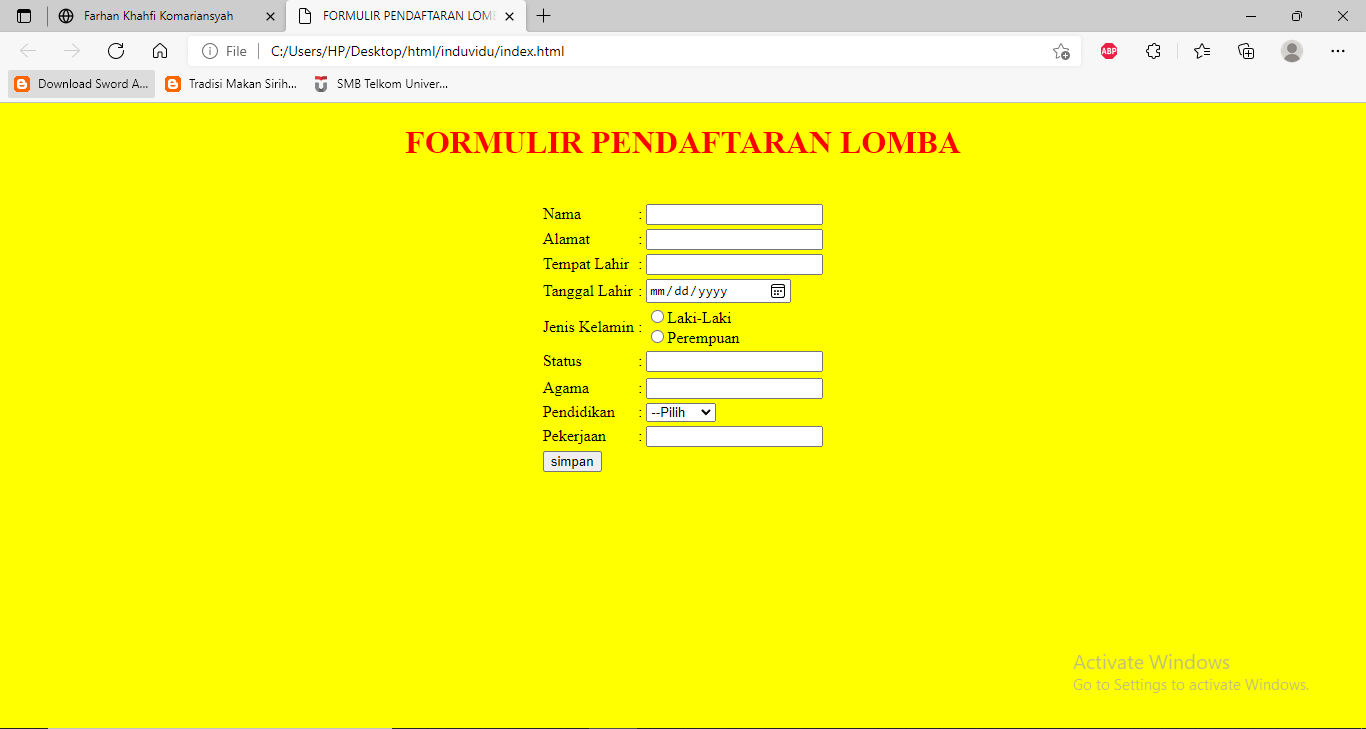 Farhan Khahfi Komariansyah
FORMULIR PENDAFTARAN LOM
File
C:/Users/HP/Desktop/html/induvidu/index.html
ABP
Download Sword A...
Tradisi Makan Sirih...
SMB Telkom Univer...
FORMULIR PENDAFTARAN LOMBA
Nama :
Alamat :
Tempat Lahir :
Tanggal Lahir : mm/dd/yyyy
Jenis Kelamin :
Laki-Laki
Perempuan
Status :
Agama :
Pendidikan : --Pilih
Pekerjaan :
simpan
Activate Windows
Go to Settings to activate Windows.